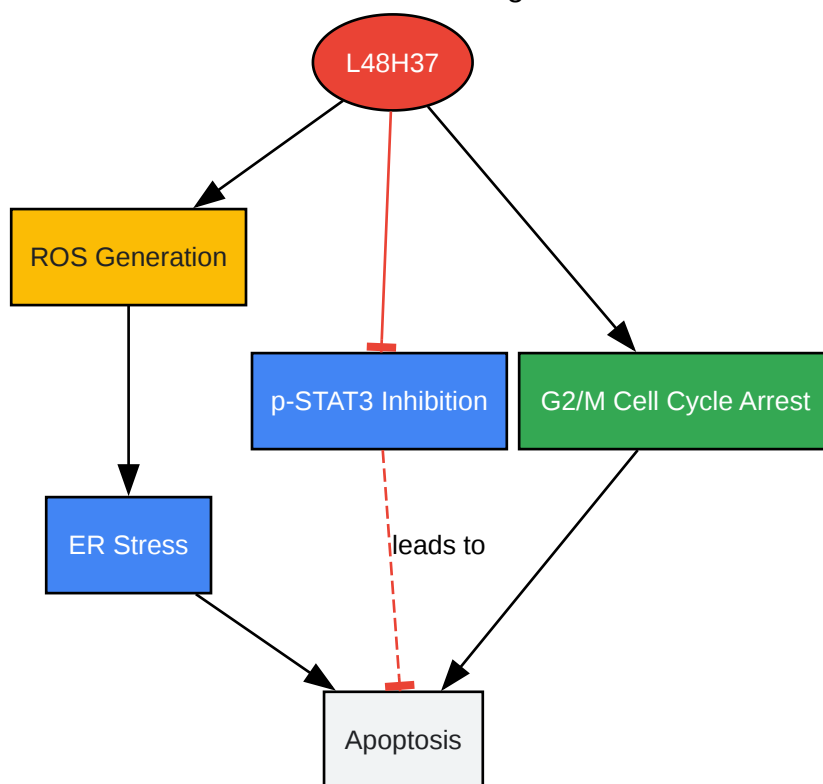 L48H37
ROS Generation
p-STAT3 Inhibition
G2/M Cell Cycle Arrest
ER Stress
leads to
Apoptosis